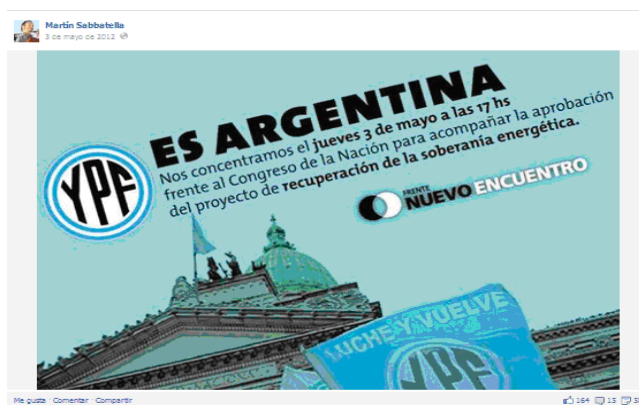 Martín Sabbatella
3 de mayo de 2012
YPF
ES ARGENTINA
Nos concentramos el jueves 3 de mayo a las 17 hs
frente al Congreso de la Nación para acompañar la aprobación
del proyecto de recuperación de la soberanía energética.
FRENTE
NUEVO ENCUENTRO
LUCHE Y VUELVE
YPF
Me gusta · Comentar · Compartir
164 13